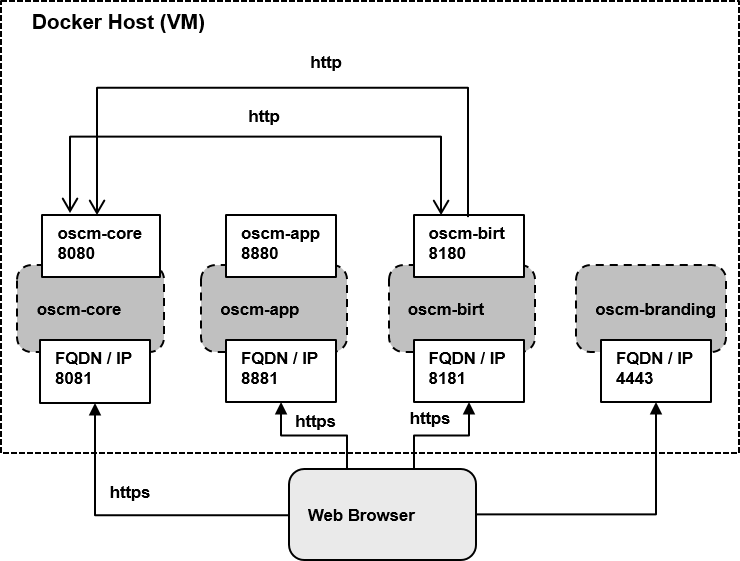 Docker Host (VM)
http
http
oscm-core
8080
oscm-app
8880
oscm-birt
8180
oscm-core
oscm-app
oscm-birt
oscm-branding
FQDN / IP
8081
FQDN / IP
8881
FQDN / IP
8181
FQDN / IP
4443
https
https
https
Web Browser